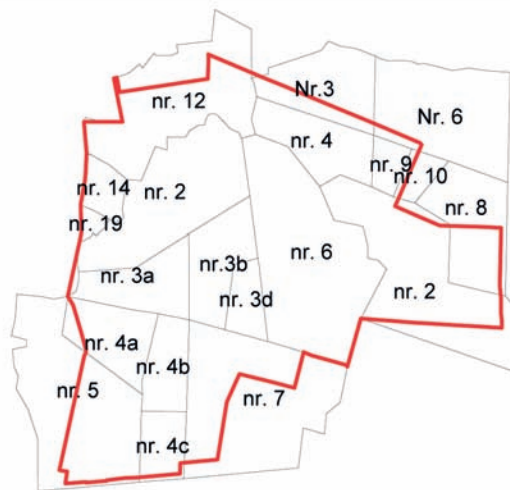 Nr.3
nr. 12
Nr. 6
nr. 4
nr. 9
nr. 10
nr. 14
nr. 2
nr. 8
nr. 19
nr. 6
nr.3b
nr. 3a
nr. 2
nr. 3d
nr. 4a
nr. 4b
nr. 5
nr. 7
nr. 4c